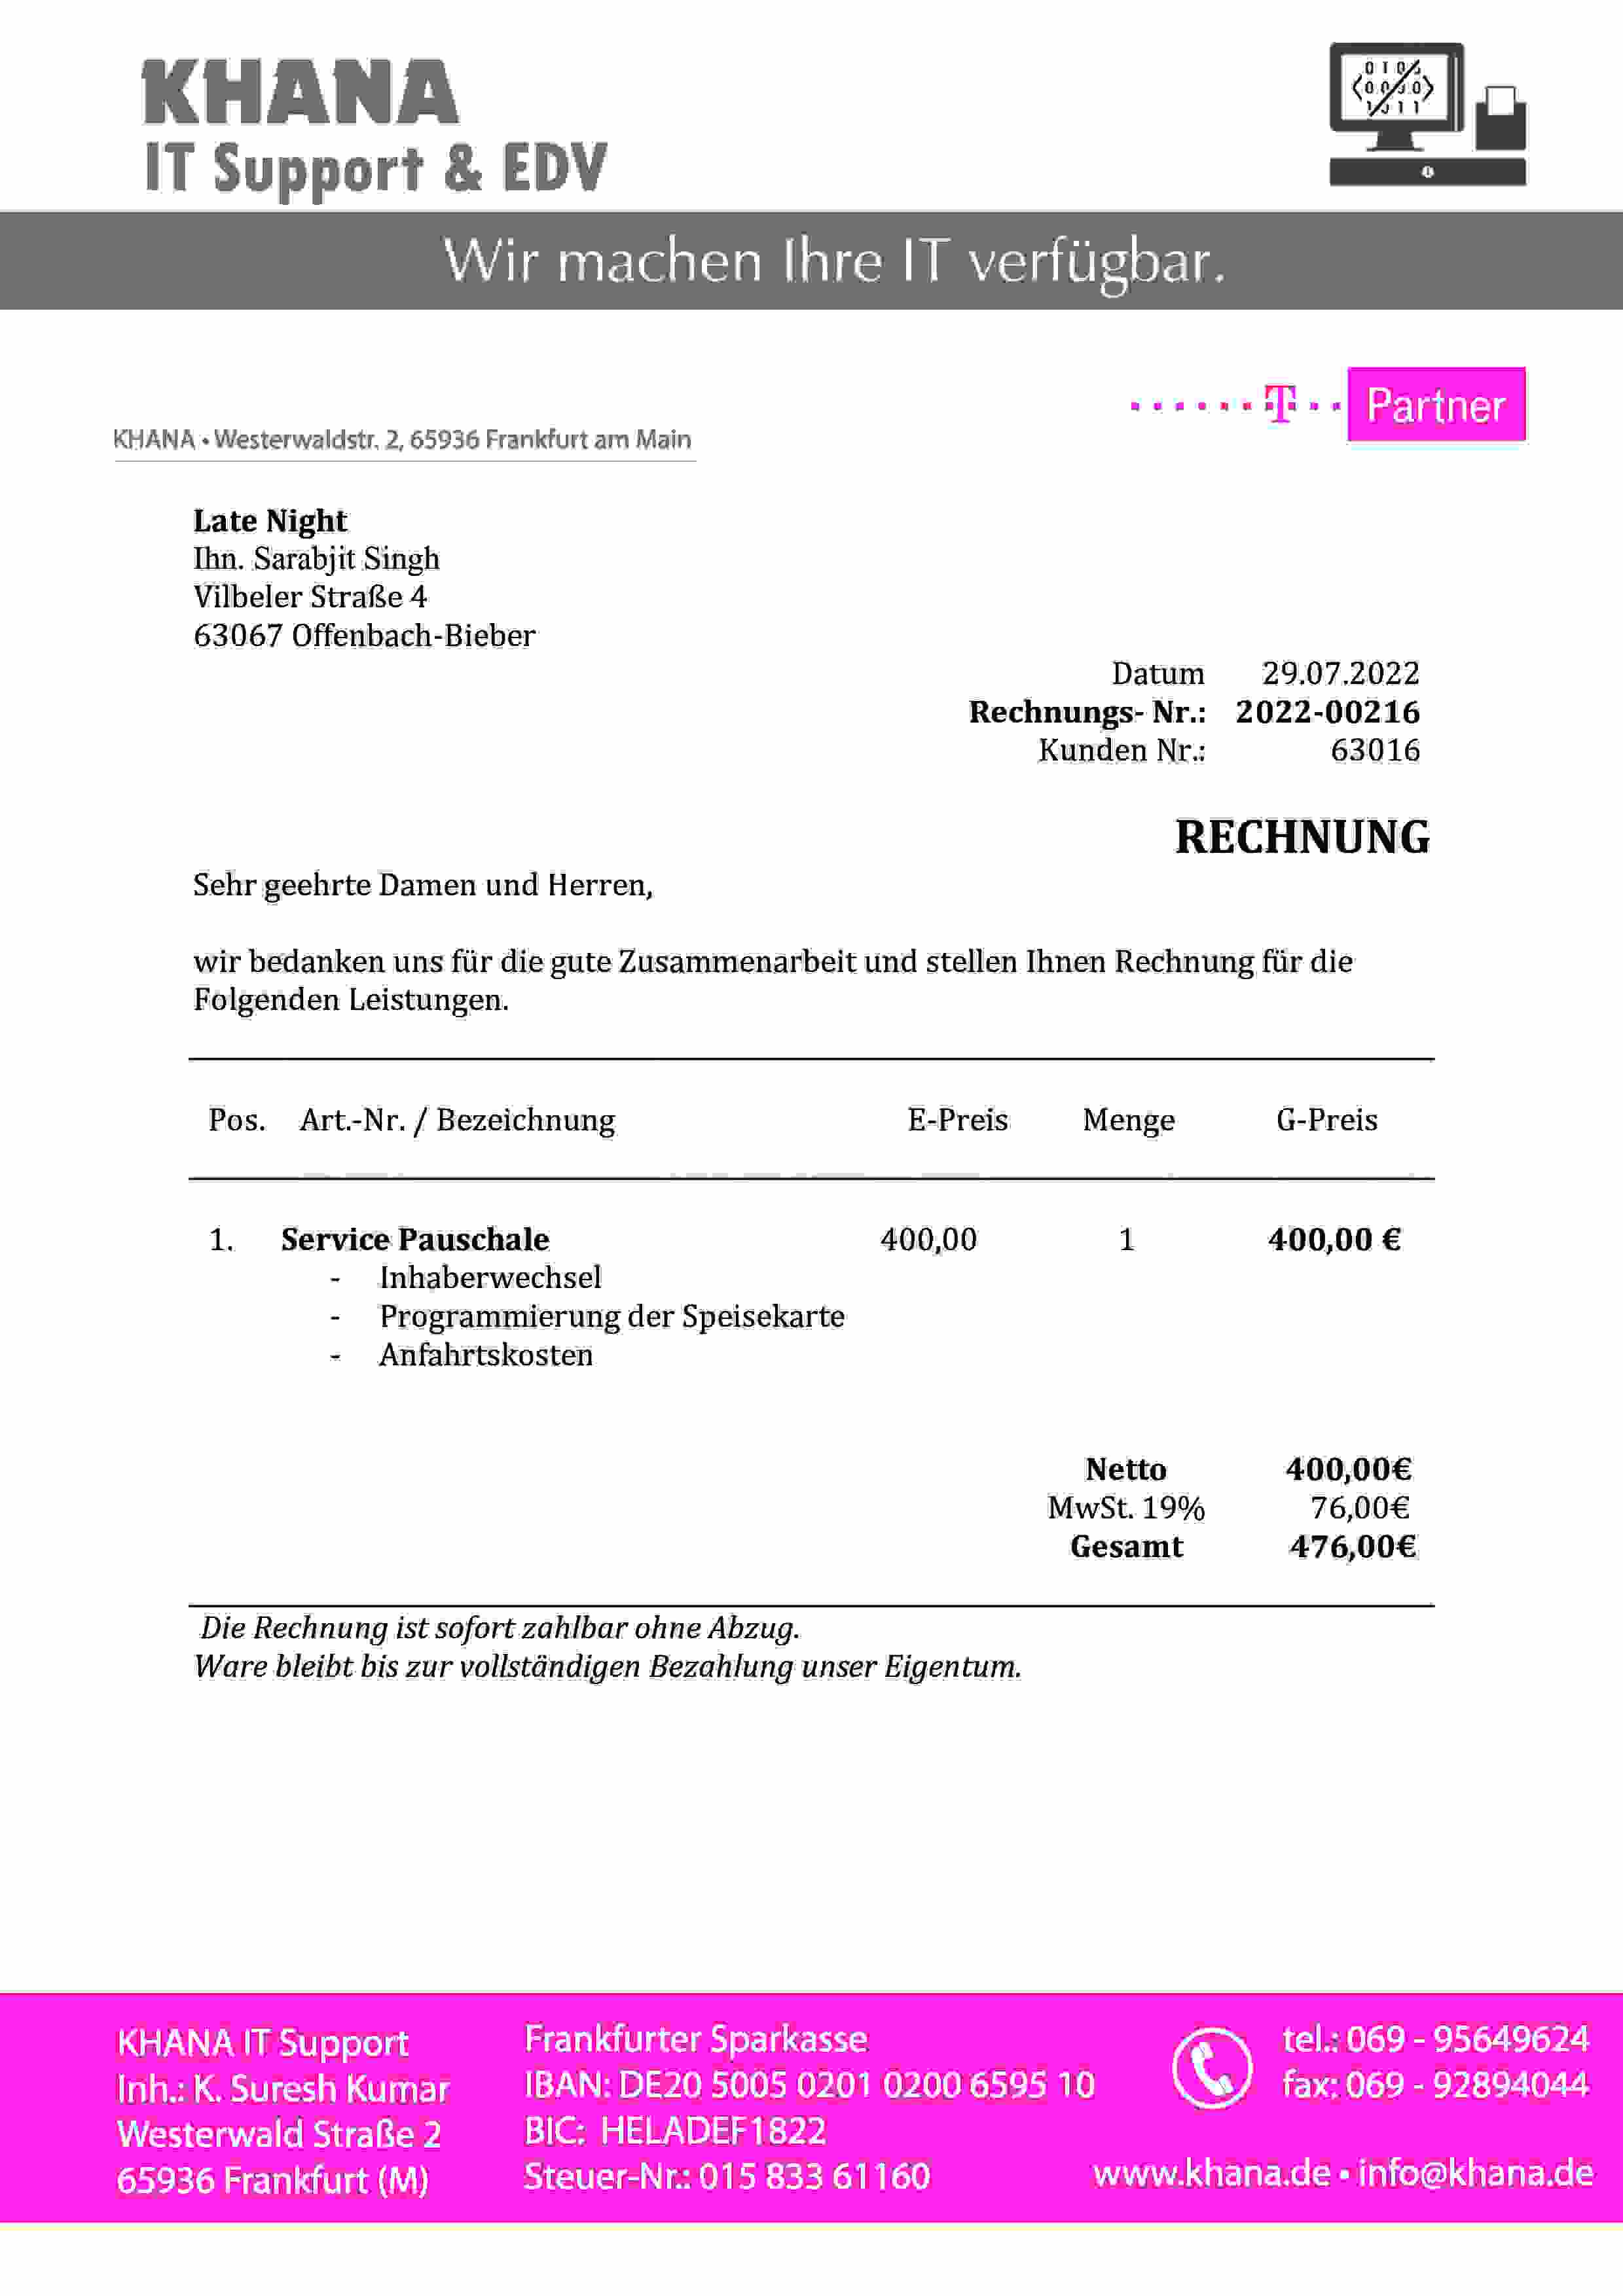 KHANA
IT Support & EDV
Wir machen Ihre IT verfügbar.
T Partner
KHANA • Westerwaldstr. 2, 65936 Frankfurt am Main
Late Night
Ihn. Sarabjit Singh
Vilbeler Straße 4
63067 Offenbach-Bieber
Datum 29.07.2022
Rechnungs- Nr.: 2022-00216
Kunden Nr.: 63016
RECHNUNG
Sehr geehrte Damen und Herren,
wir bedanken uns für die gute Zusammenarbeit und stellen Ihnen Rechnung für die
Folgenden Leistungen.
Pos. Art.-Nr. / Bezeichnung E-Preis Menge G-Preis
1. Service Pauschale 400,00 1 400,00 €
- Inhaberwechsel
- Programmierung der Speisekarte
- Anfahrtskosten
Netto 400,00€
MwSt. 19% 76,00€
Gesamt 476,00€
Die Rechnung ist sofort zahlbar ohne Abzug.
Ware bleibt bis zur vollständigen Bezahlung unser Eigentum.
KHANA IT Support
Inh.: K. Suresh Kumar
Westerwald Straße 2
65936 Frankfurt (M)
Frankfurter Sparkasse
IBAN: DE20 5005 0201 0200 6595 10
BIC: HELADEF1822
Steuer-Nr.: 015 833 61160
tel.: 069 - 95649624
fax: 069 - 92894044
www.khana.de • info@khana.de